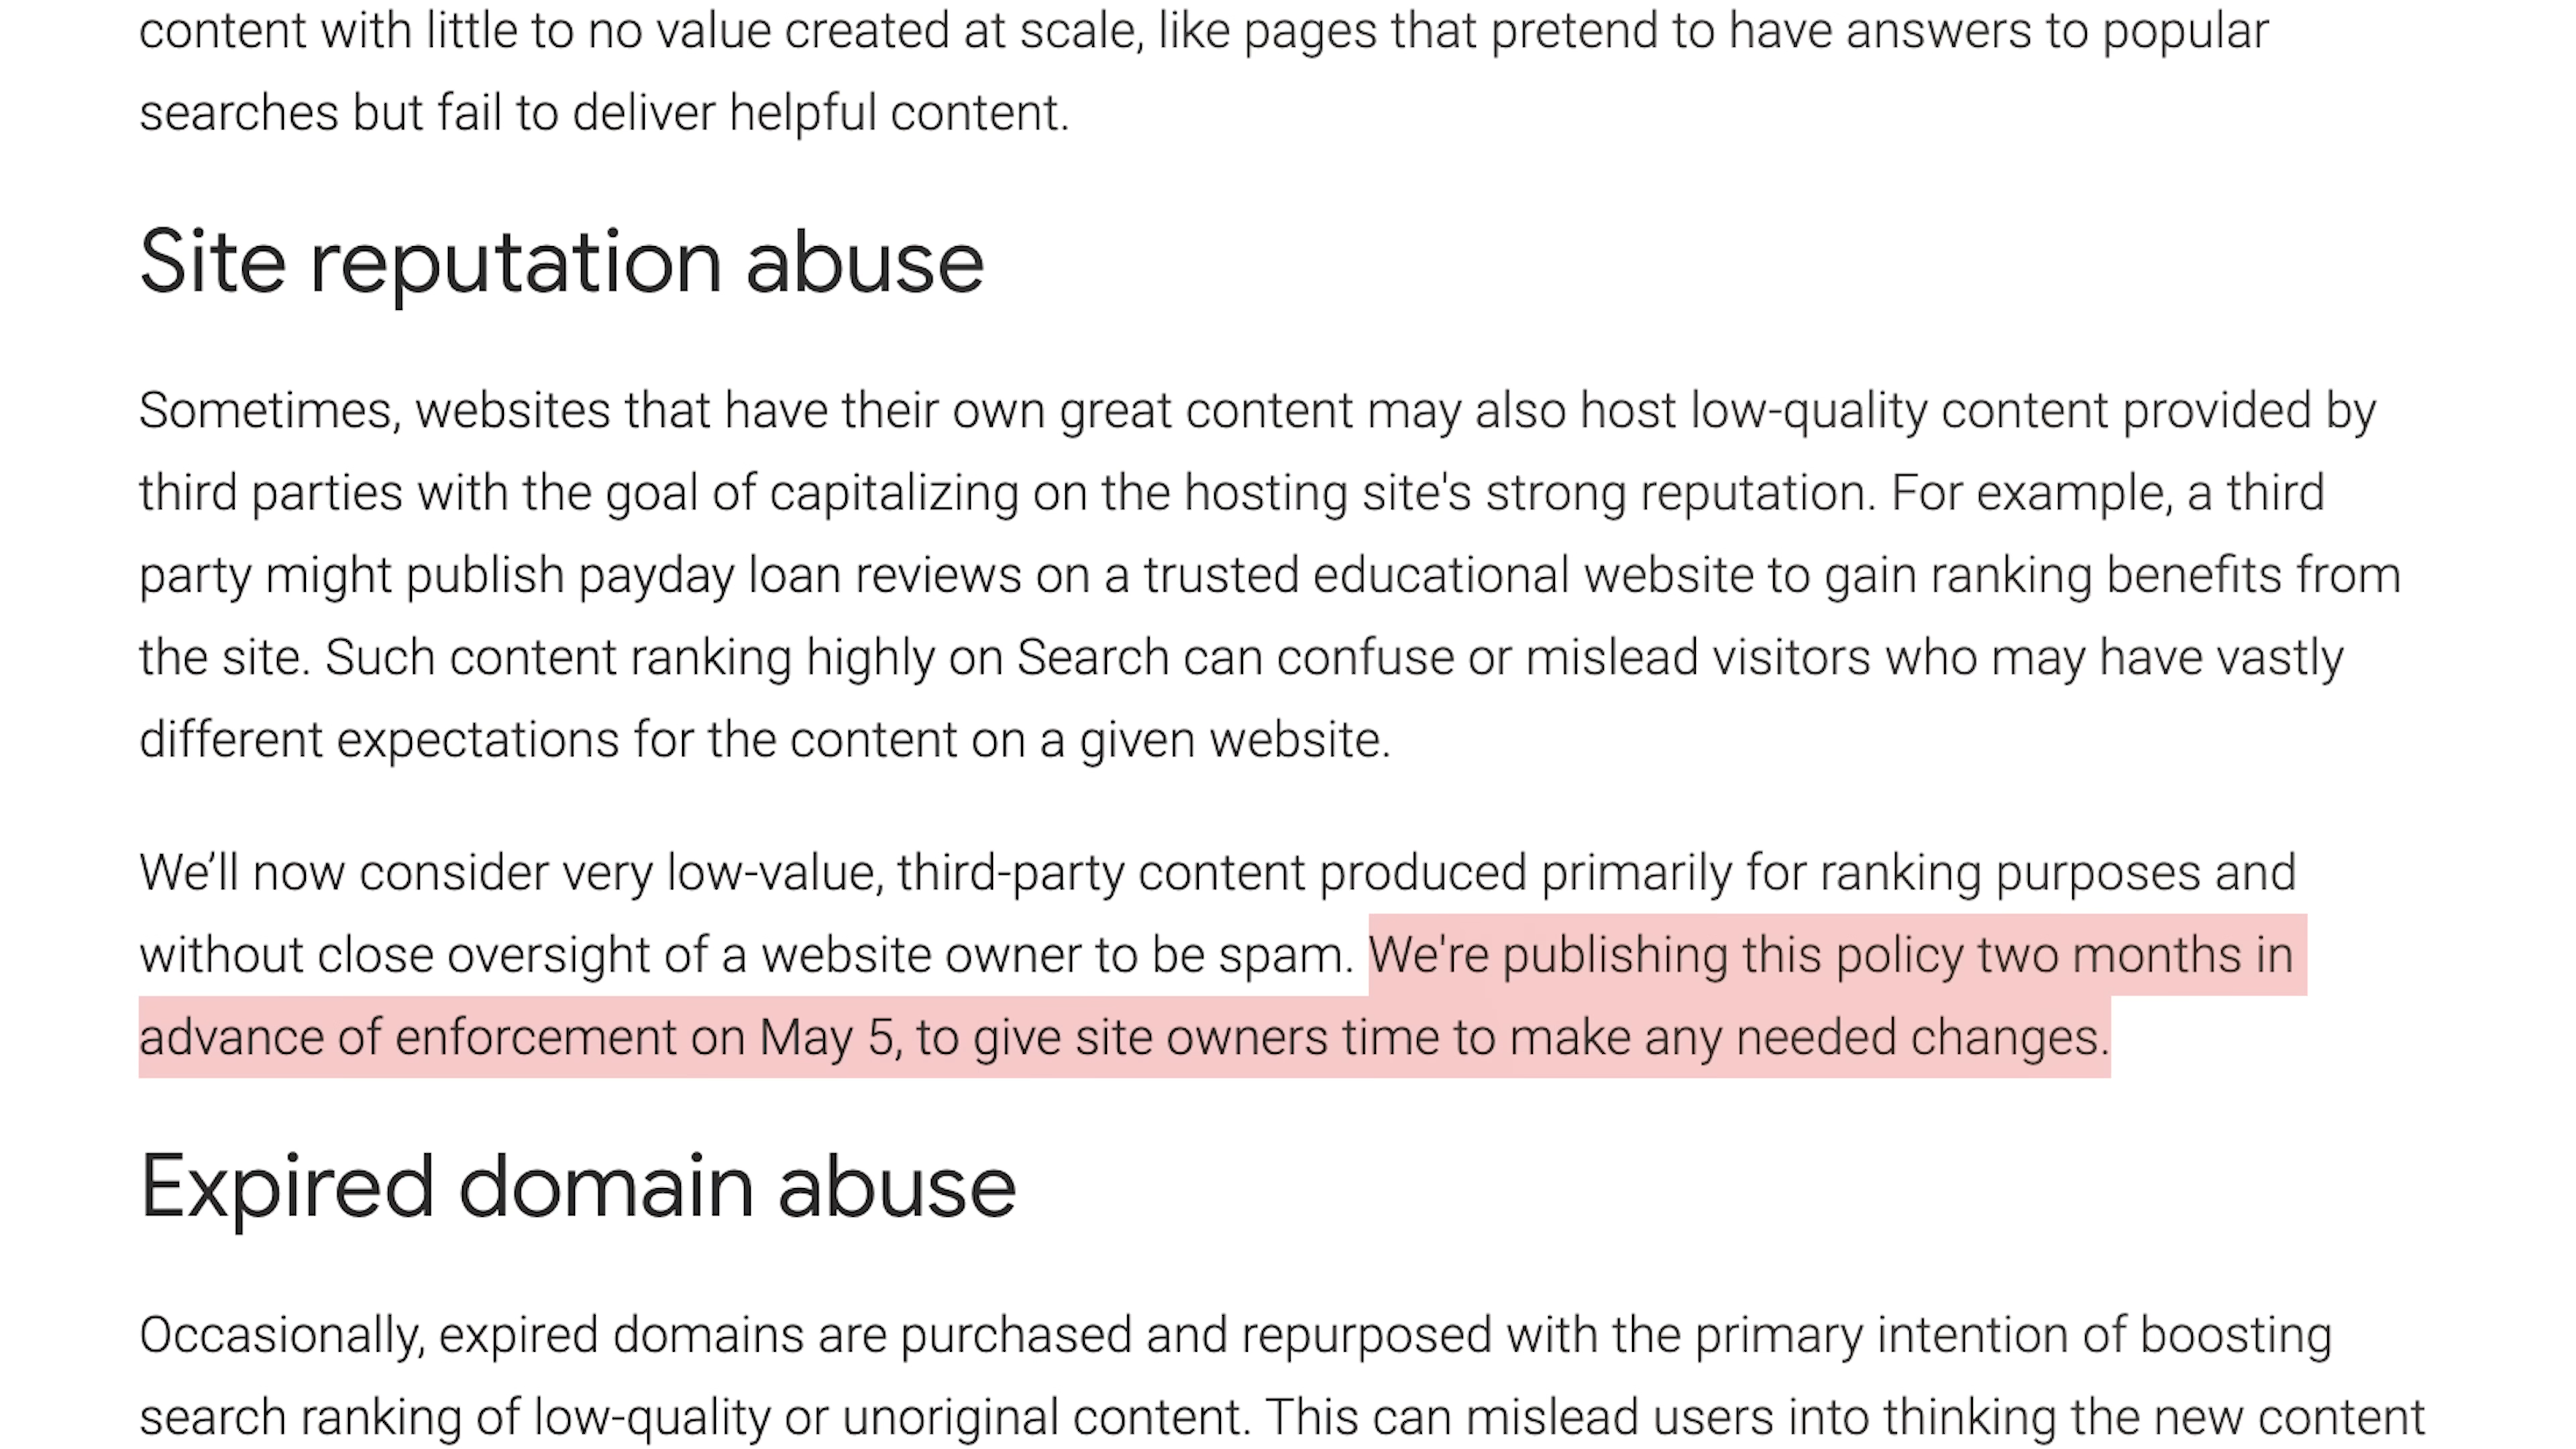 content with little to no value created at scale, like pages that pretend to have answers to popular
searches but fail to deliver helpful content.
Site reputation abuse
Sometimes, websites that have their own great content may also host low-quality content provided by
third parties with the goal of capitalizing on the hosting site's strong reputation. For example, a third
party might publish payday loan reviews on a trusted educational website to gain ranking benefits from
the site. Such content ranking highly on Search can confuse or mislead visitors who may have vastly
different expectations for the content on a given website.
We’ll now consider very low-value, third-party content produced primarily for ranking purposes and
without close oversight of a website owner to be spam. We're publishing this policy two months in
advance of enforcement on May 5, to give site owners time to make any needed changes.
Expired domain abuse
Occasionally, expired domains are purchased and repurposed with the primary intention of boosting
search ranking of low-quality or unoriginal content. This can mislead users into thinking the new content